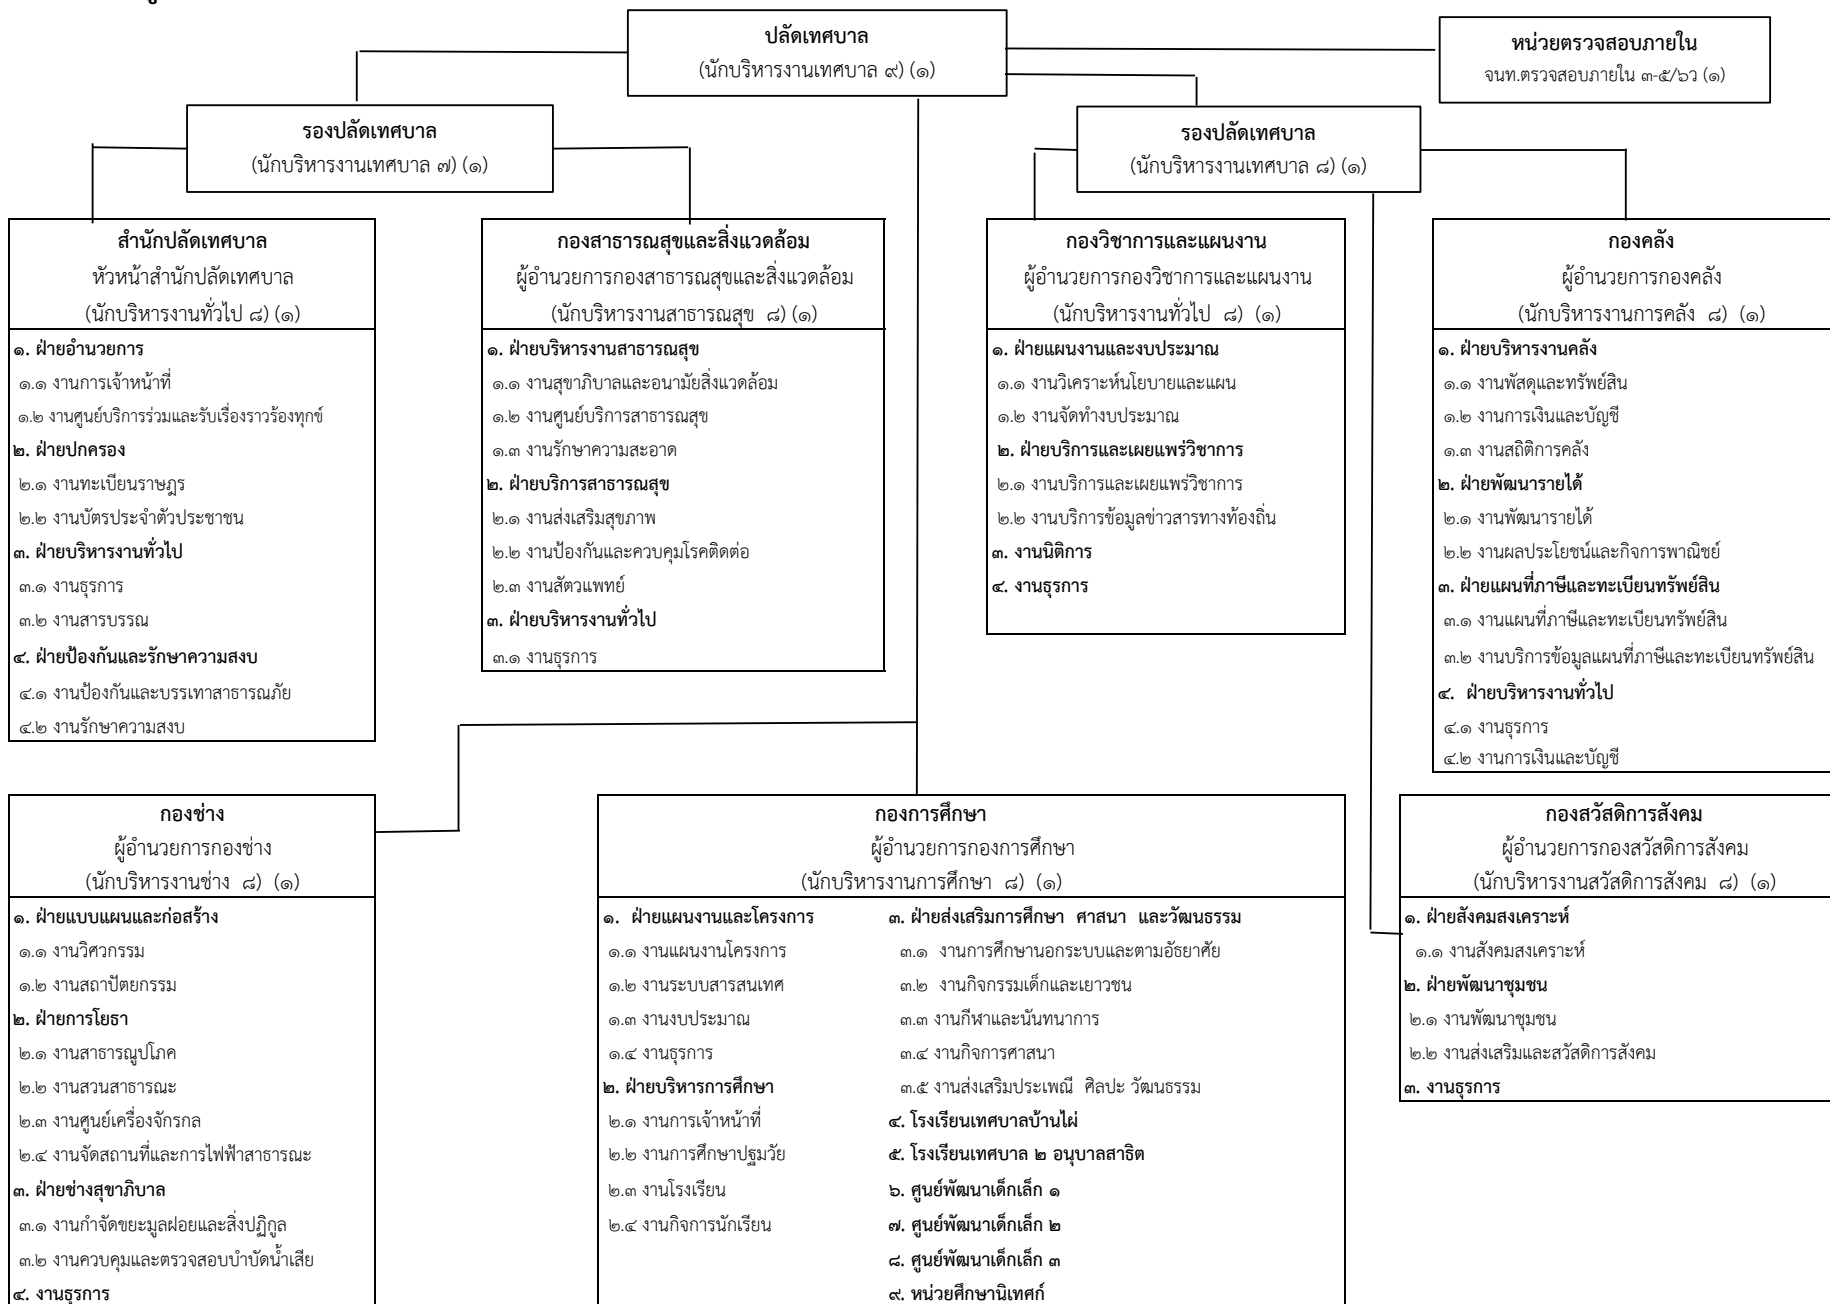 ปลัดเทศบาล
(นักบริหารงานเทศบาล ๙) (๑)
หน่วยตรวจสอบภายใน
จนท.ตรวจสอบภายใน ๓-๕/๖ว (๑)
รองปลัดเทศบาล
(นักบริหารงานเทศบาล ๗) (๑)
รองปลัดเทศบาล
(นักบริหารงานเทศบาล ๘) (๑)
สำนักปลัดเทศบาล
หัวหน้าสำนักปลัดเทศบาล
(นักบริหารงานทั่วไป ๘) (๑)
๑. ฝ่ายอำนวยการ
๑.๑ งานการเจ้าหน้าที่
๑.๒ งานศูนย์บริการร่วมและรับเรื่องราวร้องทุกข์
๒. ฝ่ายปกครอง
๒.๑ งานทะเบียนราษฎร
๒.๒ งานบัตรประจำตัวประชาชน
๓. ฝ่ายบริหารงานทั่วไป
๓.๑ งานธุรการ
๓.๒ งานสารบรรณ
๔. ฝ่ายป้องกันและรักษาความสงบ
๔.๑ งานป้องกันและบรรเทาสาธารณภัย
๔.๒ งานรักษาความสงบ
กองสาธารณสุขและสิ่งแวดล้อม
ผู้อำนวยการกองสาธารณสุขและสิ่งแวดล้อม
(นักบริหารงานสาธารณสุข ๘) (๑)
๑. ฝ่ายบริหารงานสาธารณสุข
๑.๑ งานสุขาภิบาลและอนามัยสิ่งแวดล้อม
๑.๒ งานศูนย์บริการสาธารณสุข
๑.๓ งานรักษาความสะอาด
๒. ฝ่ายบริการสาธารณสุข
๒.๑ งานส่งเสริมสุขภาพ
๒.๒ งานป้องกันและควบคุมโรคติดต่อ
๒.๓ งานสัตวแพทย์
๓. ฝ่ายบริหารงานทั่วไป
๓.๑ งานธุรการ
กองวิชาการและแผนงาน
ผู้อำนวยการกองวิชาการและแผนงาน
(นักบริหารงานทั่วไป ๘) (๑)
๑. ฝ่ายแผนงานและงบประมาณ
๑.๑ งานวิเคราะห์นโยบายและแผน
๑.๒ งานจัดทำงบประมาณ
๒. ฝ่ายบริการและเผยแพร่วิชาการ
๒.๑ งานบริการและเผยแพร่วิชาการ
๒.๒ งานบริการข้อมูลข่าวสารทางท้องถิ่น
๓. งานนิติการ
๔. งานธุรการ
กองคลัง
ผู้อำนวยการกองคลัง
(นักบริหารงานการคลัง ๘) (๑)
๑. ฝ่ายบริหารงานคลัง
๑.๑ งานพัสดุและทรัพย์สิน
๑.๒ งานการเงินและบัญชี
๑.๓ งานสถิติการคลัง
๒. ฝ่ายพัฒนารายได้
๒.๑ งานพัฒนารายได้
๒.๒ งานผลประโยชน์และกิจการพาณิชย์
๓. ฝ่ายแผนที่ภาษีและทะเบียนทรัพย์สิน
๓.๑ งานแผนที่ภาษีและทะเบียนทรัพย์สิน
๓.๒ งานบริการข้อมูลแผนที่ภาษีและทะเบียนทรัพย์สิน
๔. ฝ่ายบริหารงานทั่วไป
๔.๑ งานธุรการ
๔.๒ งานการเงินและบัญชี
กองช่าง
ผู้อำนวยการกองช่าง
(นักบริหารงานช่าง ๘) (๑)
๑. ฝ่ายแบบแผนและก่อสร้าง
๑.๑ งานวิศวกรรม
๑.๒ งานสถาปัตยกรรม
๒. ฝ่ายการโยธา
๒.๑ งานสาธารณูปโภค
๒.๒ งานสวนสาธารณะ
๒.๓ งานศูนย์เครื่องจักรกล
๒.๔ งานจัดสถานที่และการไฟฟ้าสาธารณะ
๓. ฝ่ายช่างสุขาภิบาล
๓.๑ งานกำจัดขยะมูลฝอยและสิ่งปฏิกูล
๓.๒ งานควบคุมและตรวจสอบบำบัดน้ำเสีย
๔. งานธุรการ
กองการศึกษา
ผู้อำนวยการกองการศึกษา
(นักบริหารงานการศึกษา ๘) (๑)
๑. ฝ่ายแผนงานและโครงการ
๑.๑ งานแผนงานโครงการ
๑.๒ งานระบบสารสนเทศ
๑.๓ งานงบประมาณ
๑.๔ งานธุรการ
๒. ฝ่ายบริหารการศึกษา
๒.๑ งานการเจ้าหน้าที่
๒.๒ งานการศึกษาปฐมวัย
๒.๓ งานโรงเรียน
๒.๔ งานกิจการนักเรียน
๓. ฝ่ายส่งเสริมการศึกษา ศาสนา และวัฒนธรรม
๓.๑ งานการศึกษานอกระบบและตามอัธยาศัย
๓.๒ งานกิจกรรมเด็กและเยาวชน
๓.๓ งานกีฬาและนันทนาการ
๓.๔ งานกิจการศาสนา
๓.๕ งานส่งเสริมประเพณี ศิลปะ วัฒนธรรม
๔. โรงเรียนเทศบาลบ้านไผ่
๕. โรงเรียนเทศบาล ๒ อนุบาลสาธิต
๖. ศูนย์พัฒนาเด็กเล็ก ๑
๗. ศูนย์พัฒนาเด็กเล็ก ๒
๘. ศูนย์พัฒนาเด็กเล็ก ๓
๙. หน่วยศึกษานิเทศก์
กองสวัสดิการสังคม
ผู้อำนวยการกองสวัสดิการสังคม
(นักบริหารงานสวัสดิการสังคม ๘) (๑)
๑. ฝ่ายสังคมสงเคราะห์
๑.๑ งานสังคมสงเคราะห์
๒. ฝ่ายพัฒนาชุมชน
๒.๑ งานพัฒนาชุมชน
๒.๒ งานส่งเสริมและสวัสดิการสังคม
๓. งานธุรการ